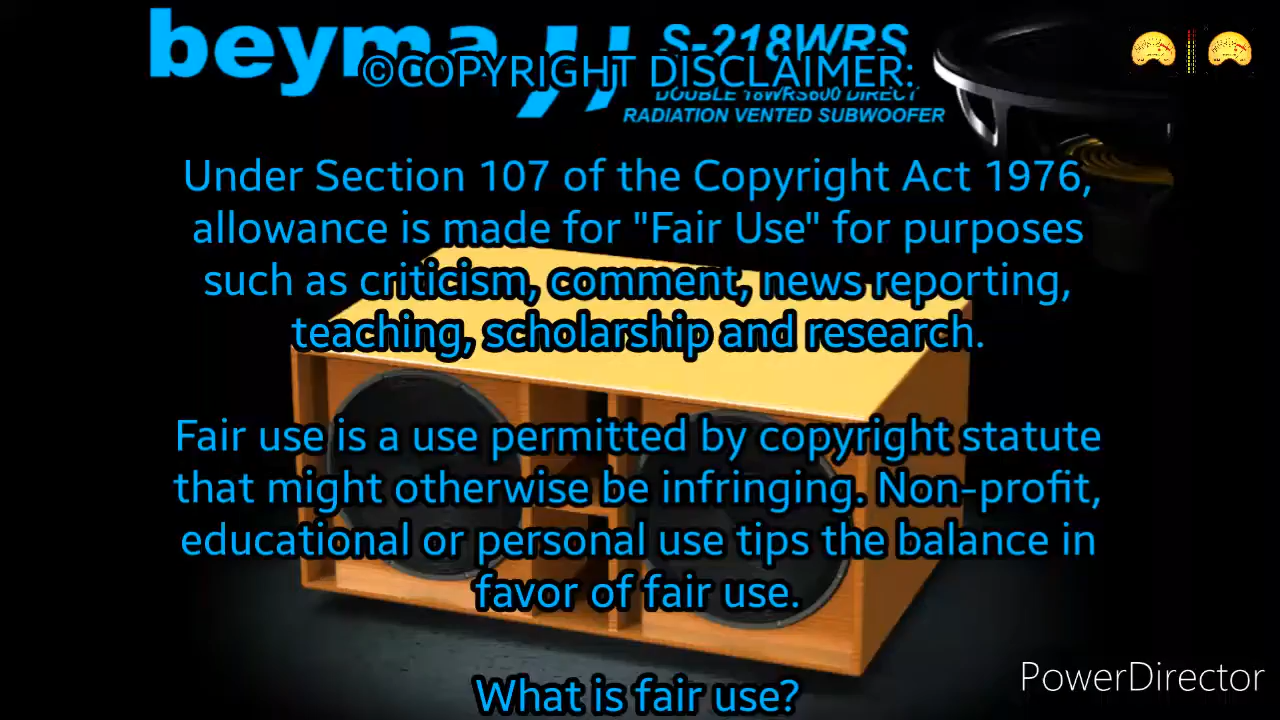 beyma
S-218WRS
©COPYRIGHT DISCLAIMER:
DOUBLE 18WRS600 DIRECT
RADIATION VENTED SUBWOOFER
Under Section 107 of the Copyright Act 1976,
allowance is made for "Fair Use" for purposes
such as criticism, comment, news reporting,
teaching, scholarship and research.
Fair use is a use permitted by copyright statute
that might otherwise be infringing. Non-profit,
educational or personal use tips the balance in
favor of fair use.
PowerDirector
What is fair use?